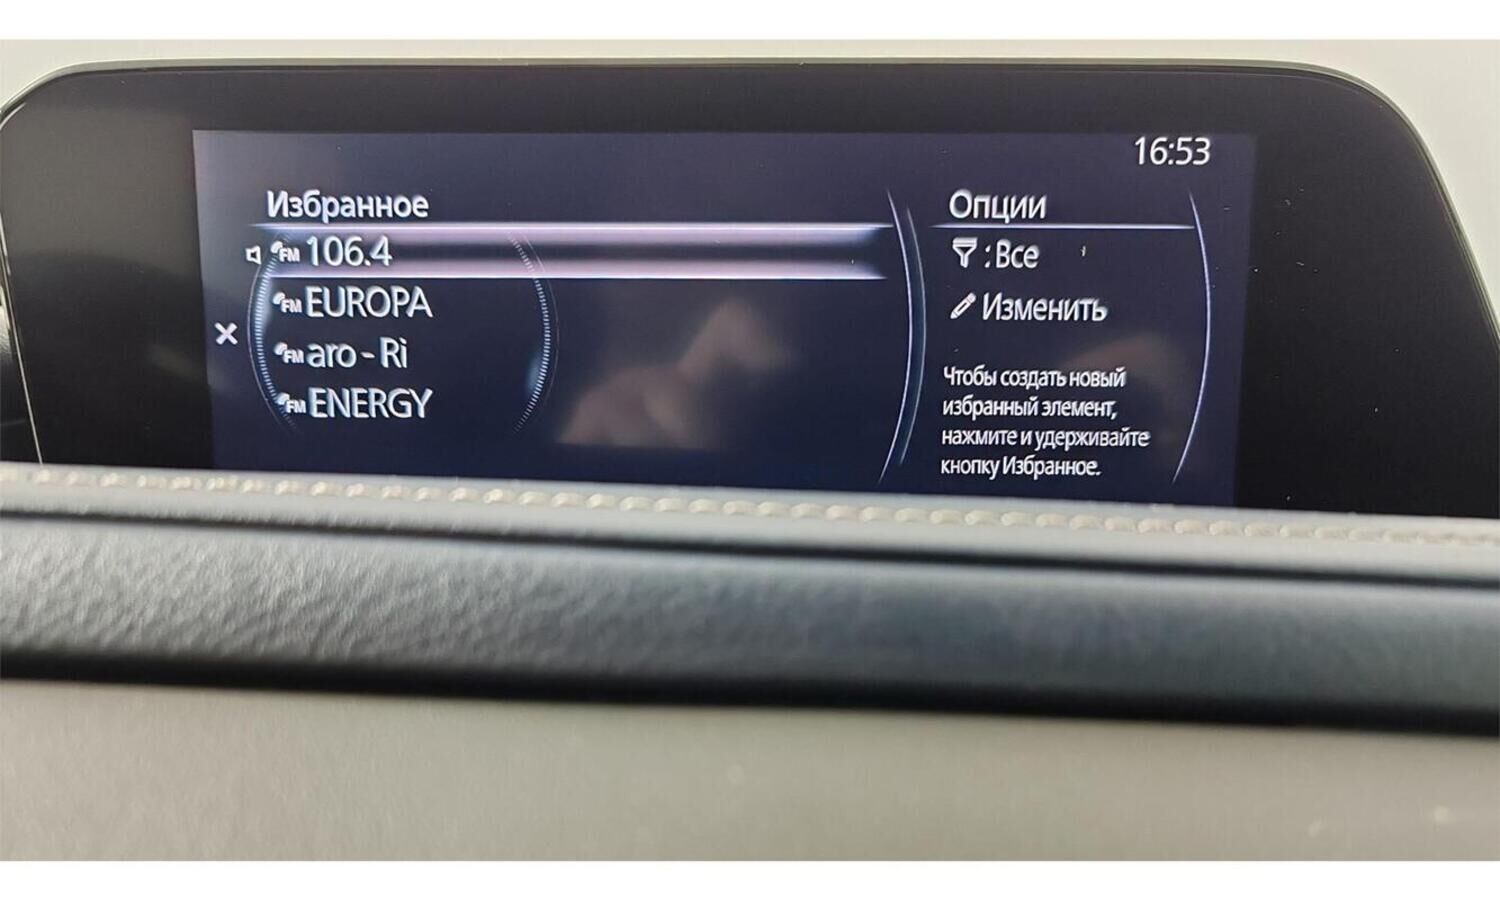 16:53
Избранное
FM 106.4
FM EUROPA
FM aro - Ri
FM ENERGY
Опции
: Все
Изменить
Чтобы создать новый
избранный элемент,
нажмите и удерживайте
кнопку Избранное.